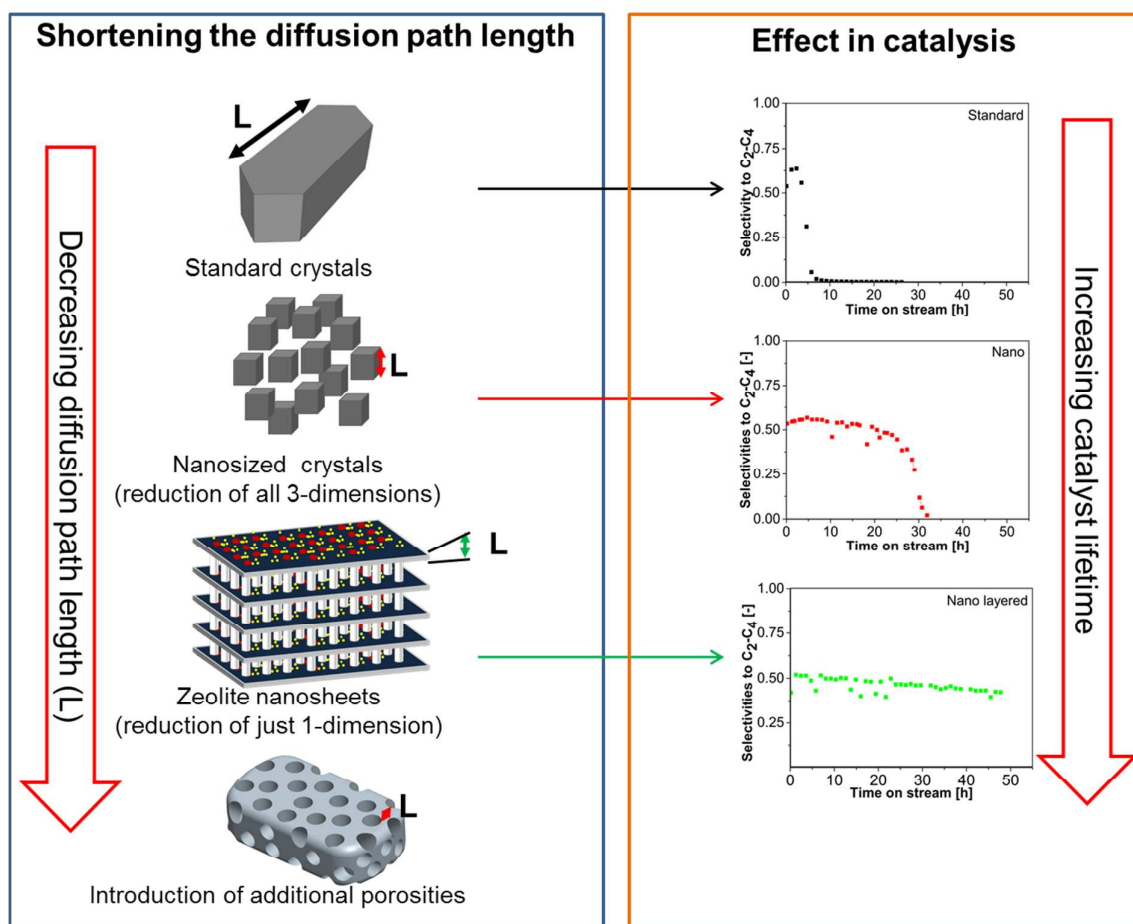 Shortening the diffusion path length
Effect in catalysis
Decreasing diffusion path length (L)
L
Standard crystals
L
Nanosized crystals
(reduction of all 3-dimensions)
L
Zeolite nanosheets
(reduction of just 1-dimension)
L
Introduction of additional porosities
Standard
Selectivity to C₂-C₄
1.00
0.75
0.50
0.25
0.00
0 10 20 30 40 50
Time on stream [h]
Nano
Selectivities to C₂-C₄ [-]
1.00
0.75
0.50
0.25
0.00
0 10 20 30 40 50
Time on stream [h]
Nano layered
Selectivities to C₂-C₄ [-]
1.00
0.75
0.50
0.25
0 10 20 30 40 50
Time on stream [h]
Increasing catalyst lifetime